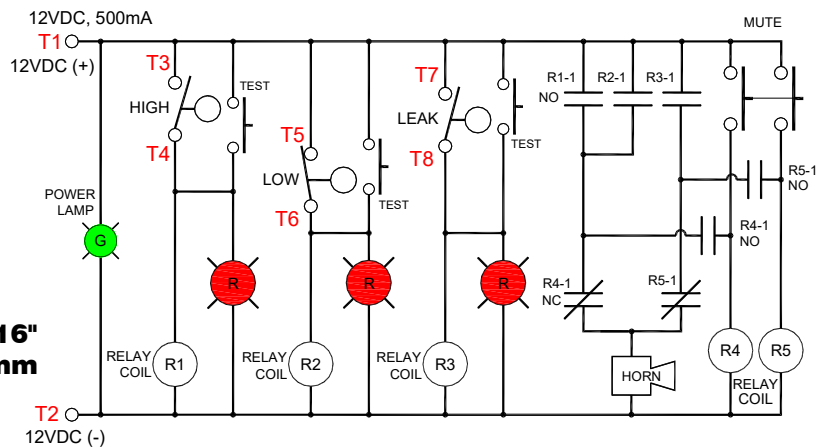 12VDC, 500mA
T1
12VDC (+)
MUTE
T3
HIGH
T4
TEST
T5
LOW
T6
TEST
T7
LEAK
T8
TEST
R1-1
NO
R2-1
R3-1
R5-1
NO
R4-1
NO
R4-1
NC
R5-1
POWER
LAMP
G
R
R
R
16"
mm
RELAY
COIL
R1
RELAY
COIL
R2
RELAY
COIL
R3
HORN
R4
R5
RELAY
COIL
T2
12VDC (-)